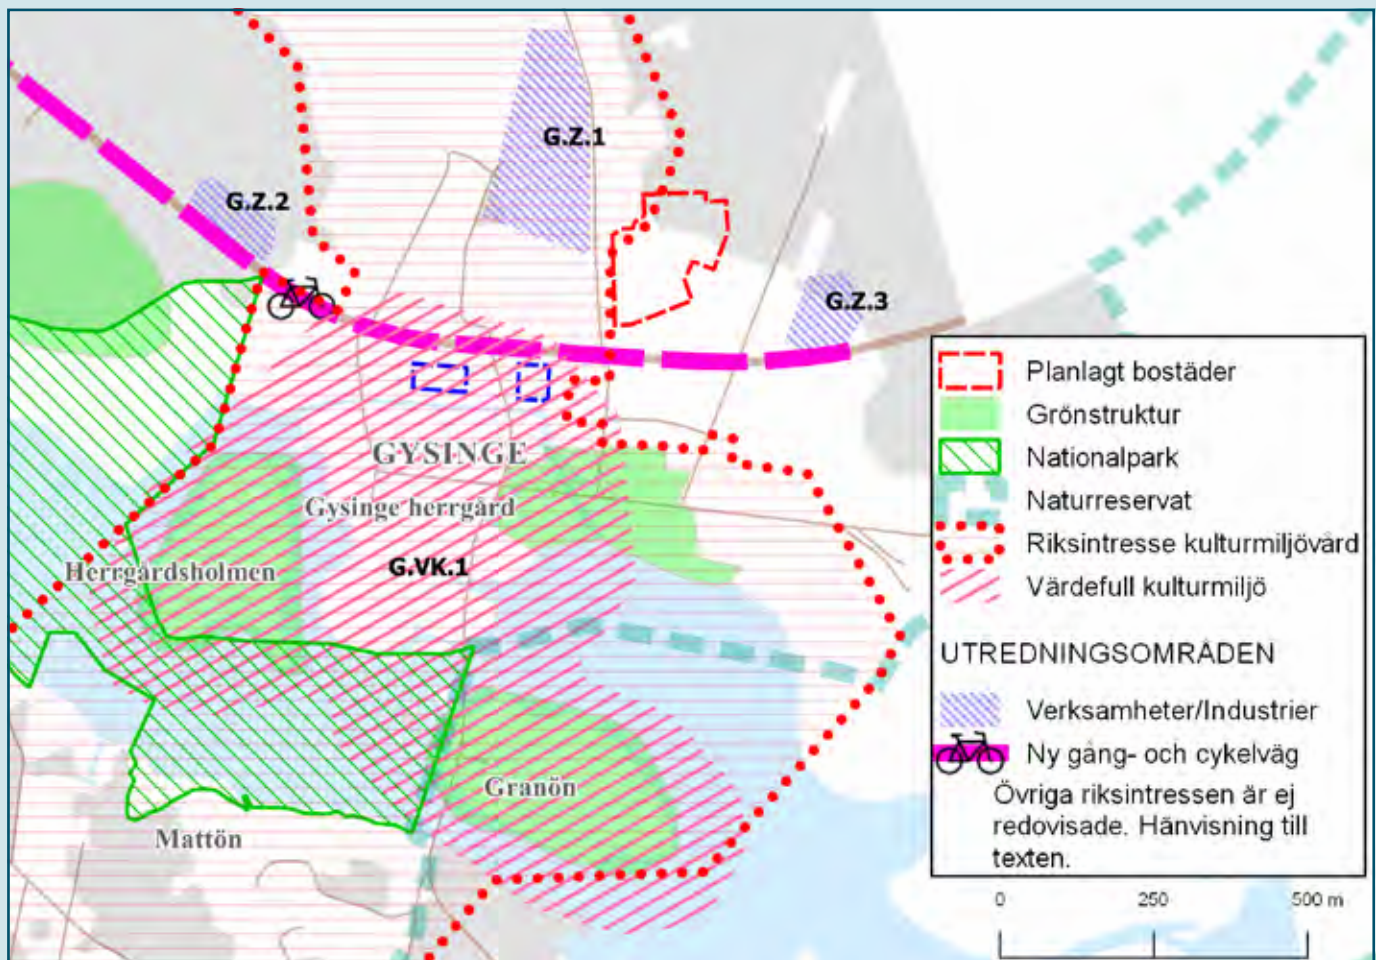 G.Z.1
G.Z.2
G.Z.3
GYSINGE
Gysinge herrgård
G.VK.1
Herrgårdsholmen
Granön
Mattön
Planlagt bostäder
Grönstruktur
Nationalpark
Naturreservat
Riksintresse kulturmiljövård
Värdefull kulturmiljö
UTREDNINGSOMRÅDEN
Verksamheter/Industrier
Ny gång- och cykelväg
Övriga riksintressen är ej
redovisade. Hänvisning till
texten.
0 250 500 m